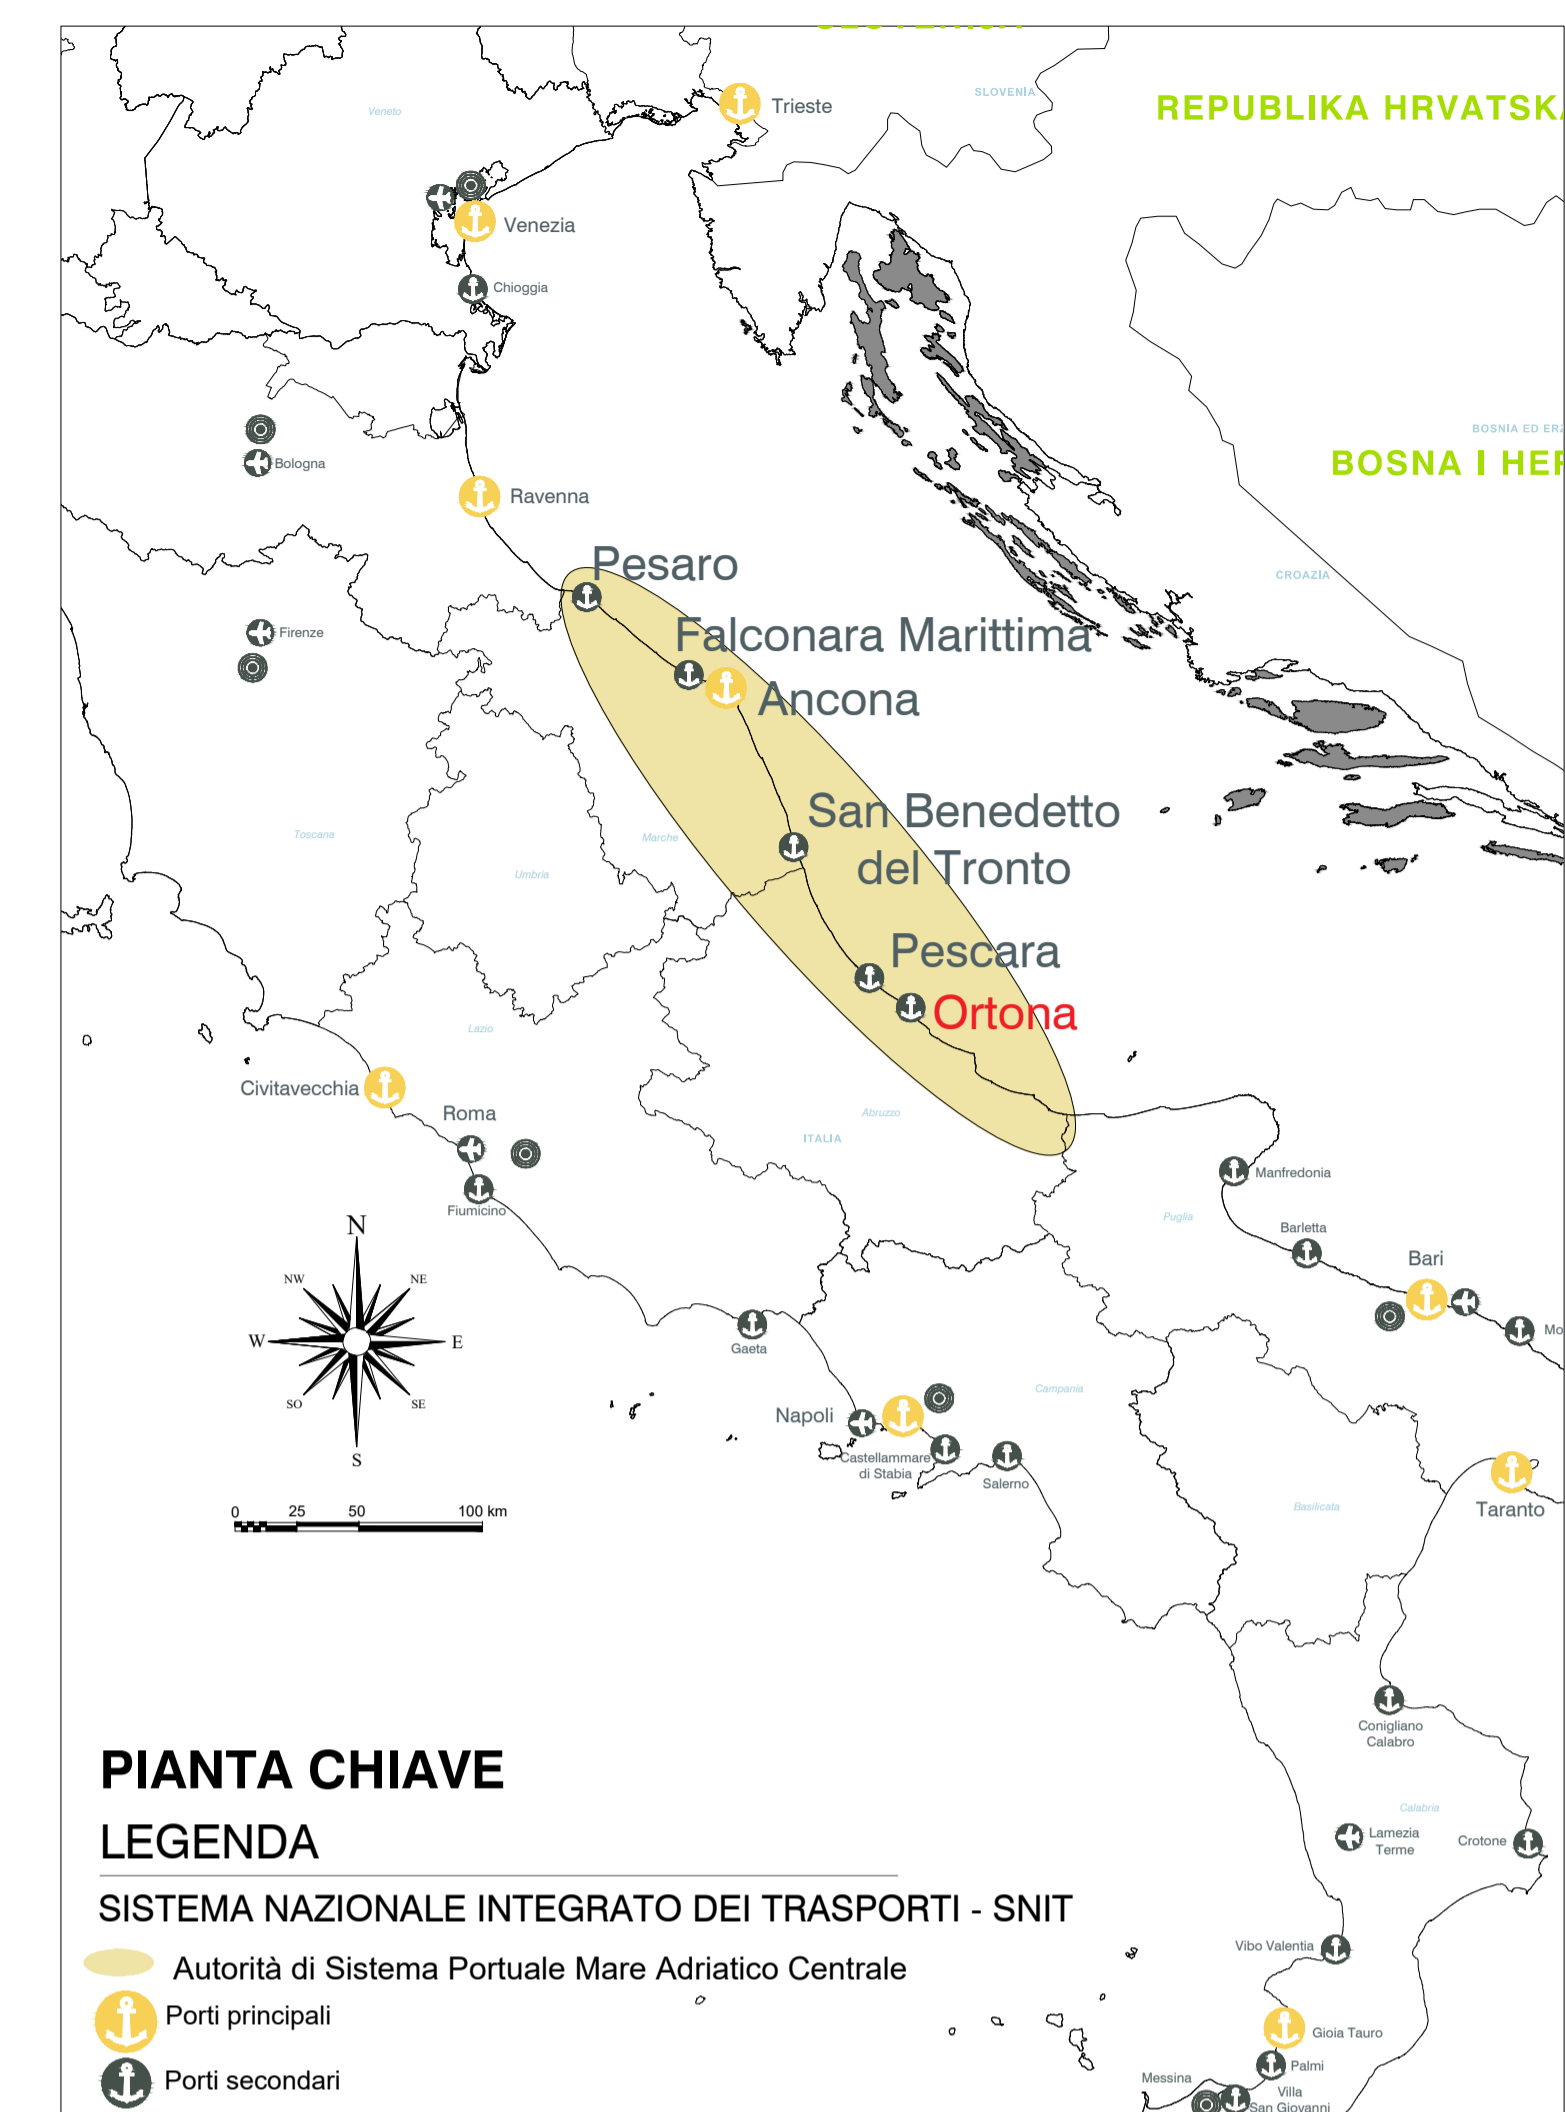 SLOVENIA
REPUBLIKA HRVATSKA
Trieste
Veneto
Venezia
Chioggia
BOSNIA ED ERZ
BOSNA I HER
Bologna
Ravenna
Pesaro
CROAZIA
Firenze
Falconara Marittima
Ancona
San Benedetto
del Tronto
Toscana
Marche
Umbria
Pescara
Ortona
Lazio
Civitavecchia
Roma
Abruzzo
ITALIA
Fiumicino
Manfredonia
Puglia
Barletta
Bari
Mo
N
NW
NE
W
E
SO
SE
S
Gaeta
Campania
Napoli
Castellammare
di Stabia
Salerno
Basilicata
Taranto
0 25 50 100 km
Conigliano
Calabro
PIANTA CHIAVE
Calabria
Lamezia
Terme
Crotone
LEGENDA
SISTEMA NAZIONALE INTEGRATO DEI TRASPORTI - SNIT
Vibo Valentia
Autorità di Sistema Portuale Mare Adriatico Centrale
Porti principali
Gioia Tauro
Palmi
Porti secondari
Messina
Villa
San Giovanni